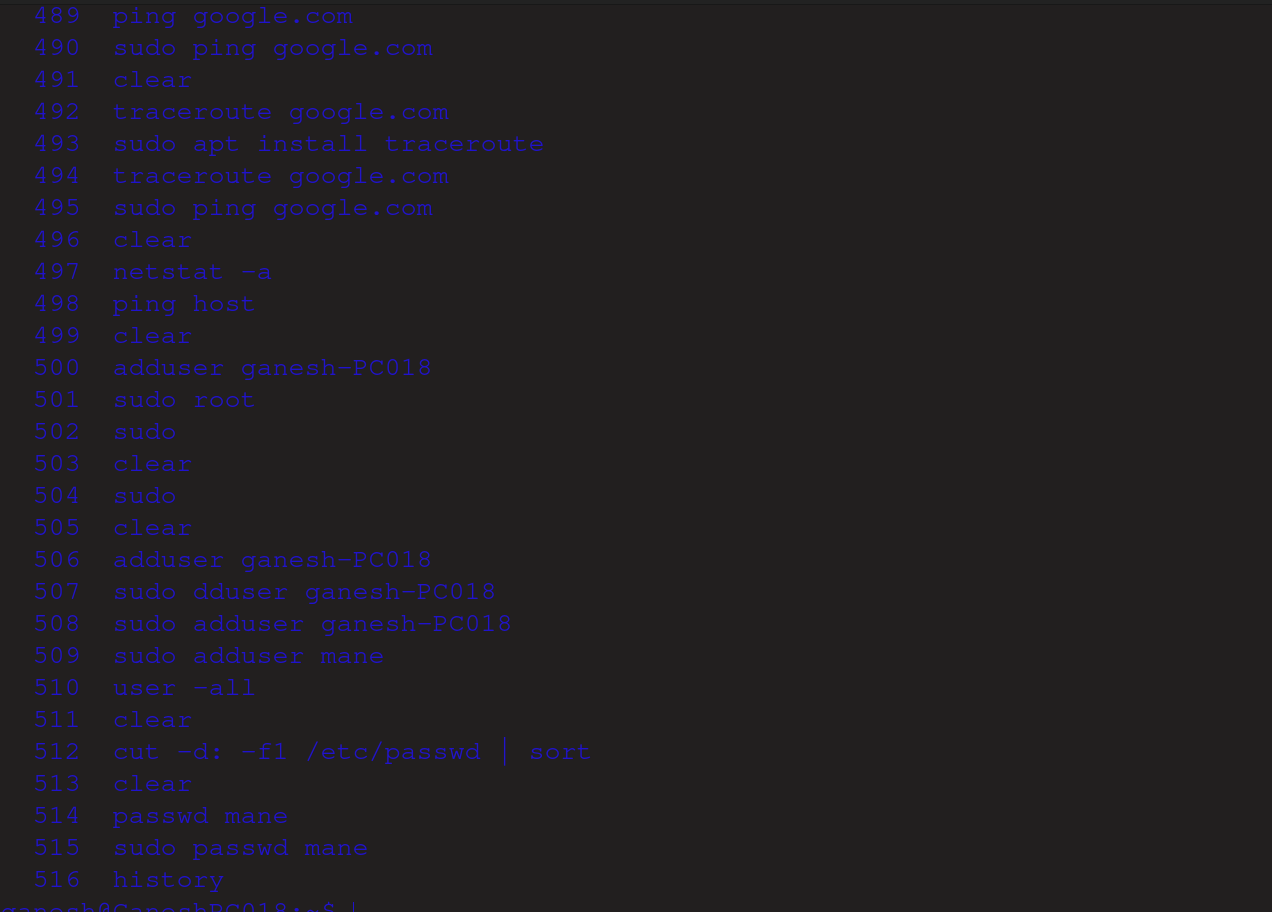 489 ping google.com
490 sudo ping google.com
491 clear
492 traceroute google.com
493 sudo apt install traceroute
494 traceroute google.com
495 sudo ping google.com
496 clear
497 netstat -a
498 ping host
499 clear
500 adduser ganesh-PC018
501 sudo root
502 sudo
503 clear
504 sudo
505 clear
506 adduser ganesh-PC018
507 sudo dduser ganesh-PC018
508 sudo adduser ganesh-PC018
509 sudo adduser mane
510 user -all
511 clear
512 cut -d: -f1 /etc/passwd | sort
513 clear
514 passwd mane
515 sudo passwd mane
516 history
ganesh@GaneshPC018:~$